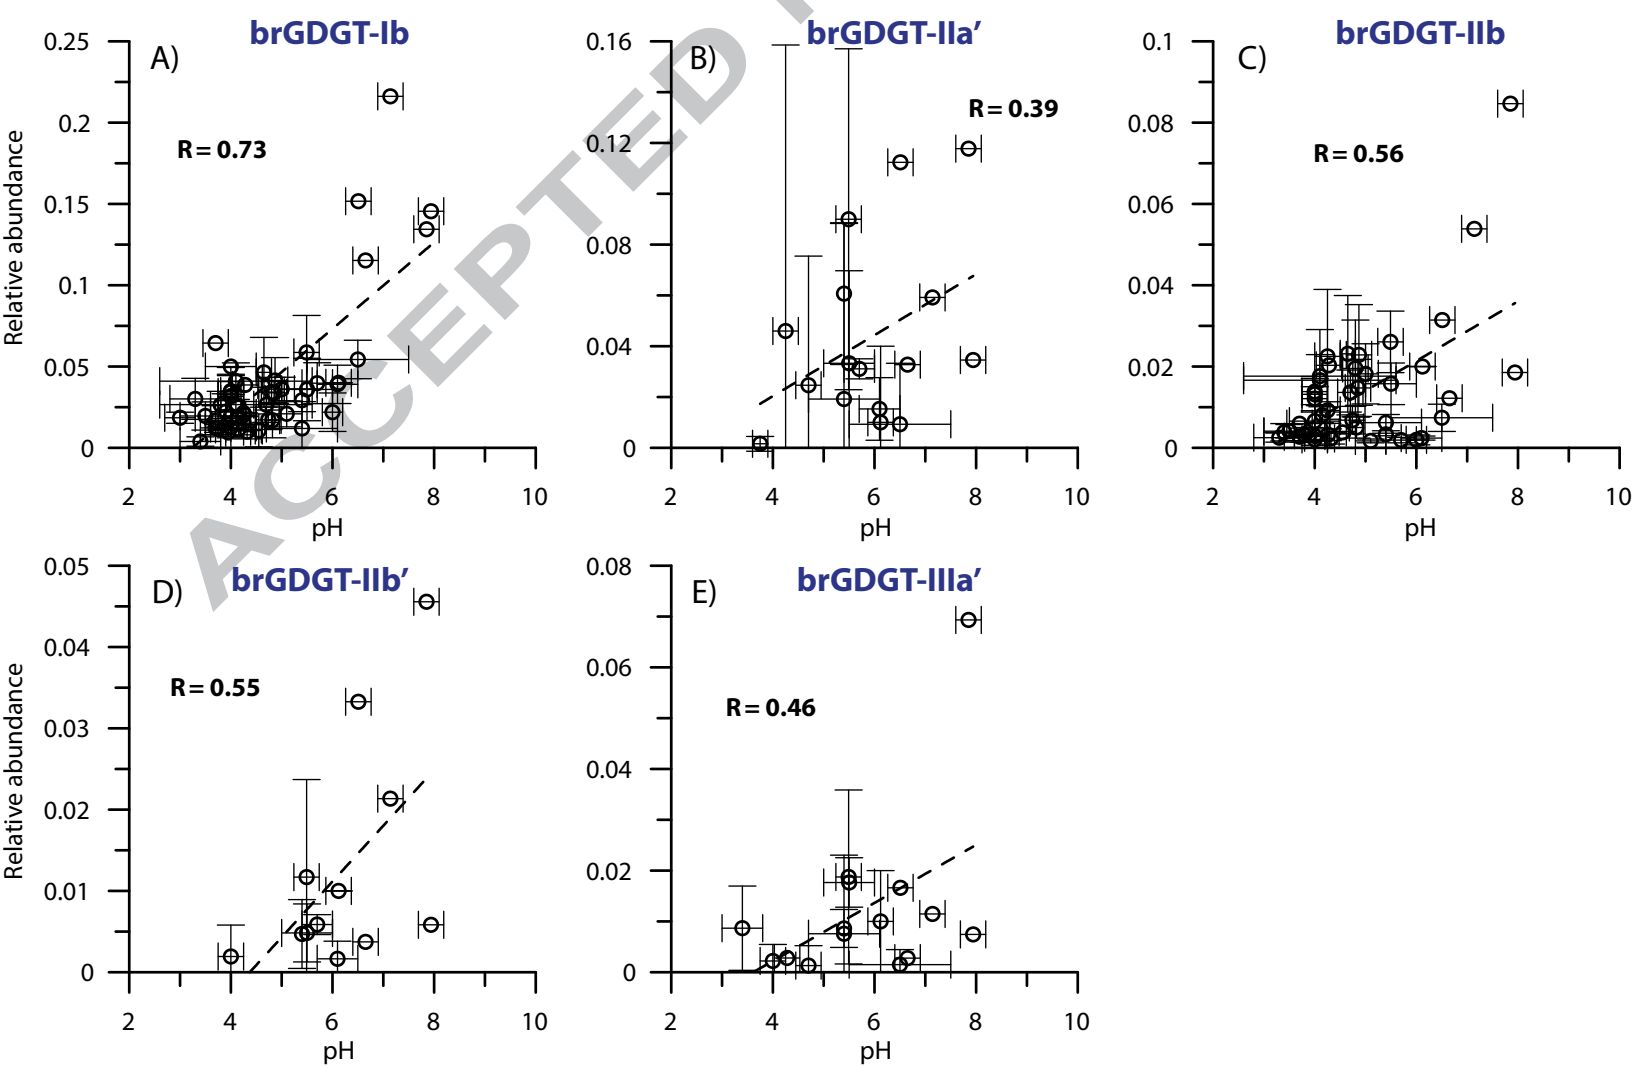 brGDGT-Ib
A)
R= 0.73
Relative abundance
0.25
0.2
0.15
0.1
0.05
0
2 4 6 8 10
pH
brGDGT-IIa’
B)
R= 0.39
0.16
0.12
0.08
0.04
0
2 4 6 8 10
pH
brGDGT-IIb
C)
R= 0.56
0.1
0.08
0.06
0.04
0.02
0
2 4 6 8 10
pH
brGDGT-IIb’
D)
R= 0.55
Relative abundance
0.05
0.04
0.03
0.02
0.01
0
2 4 6 8 10
pH
brGDGT-IIIa’
E)
R= 0.46
0.08
0.06
0.04
0.02
0
2 4 6 8 10
pH
ACCEPTED